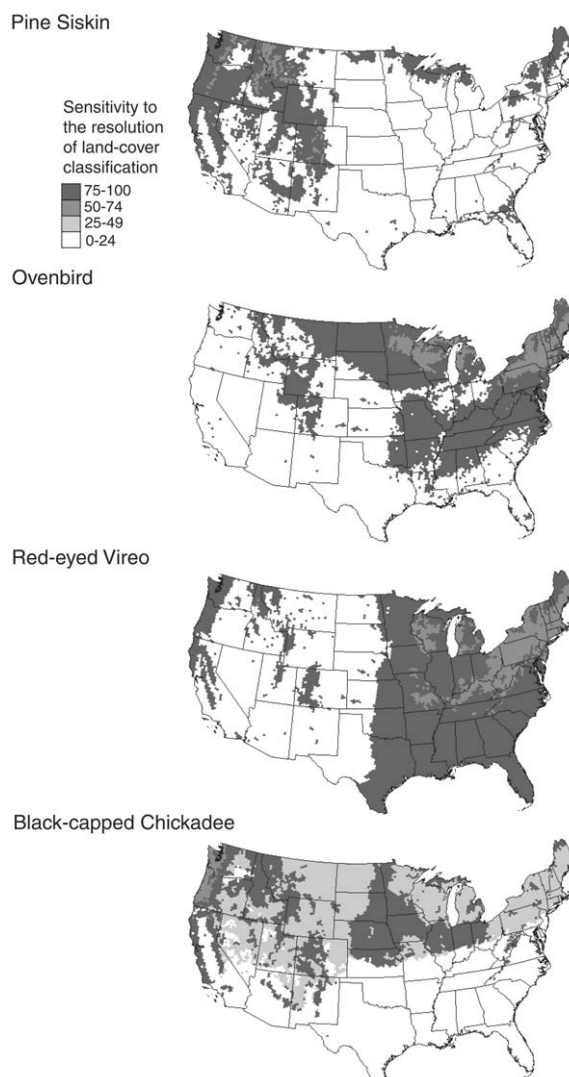 Pine Siskin
Sensitivity to
the resolution
of land-cover
classification
75-100
50-74
25-49
0-24
Ovenbird
Red-eyed Vireo
Black-capped Chickadee